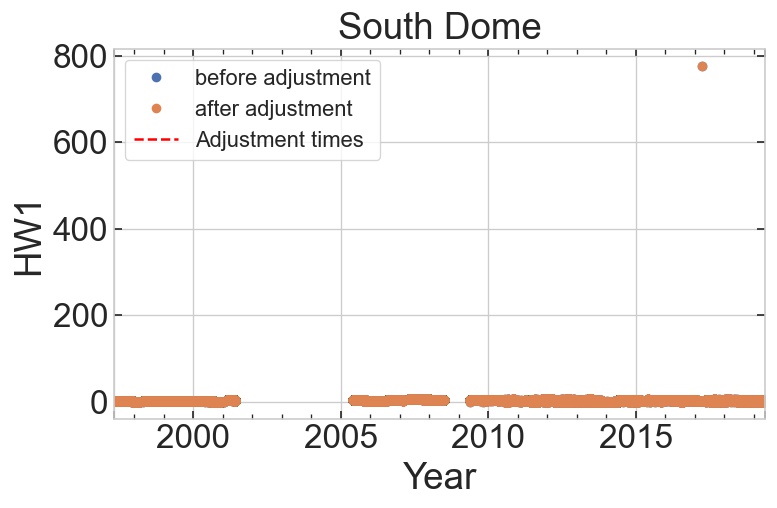 South Dome
before adjustment
after adjustment
Adjustment times
HW1
800
600
400
200
0
2000 2005 2010 2015
Year